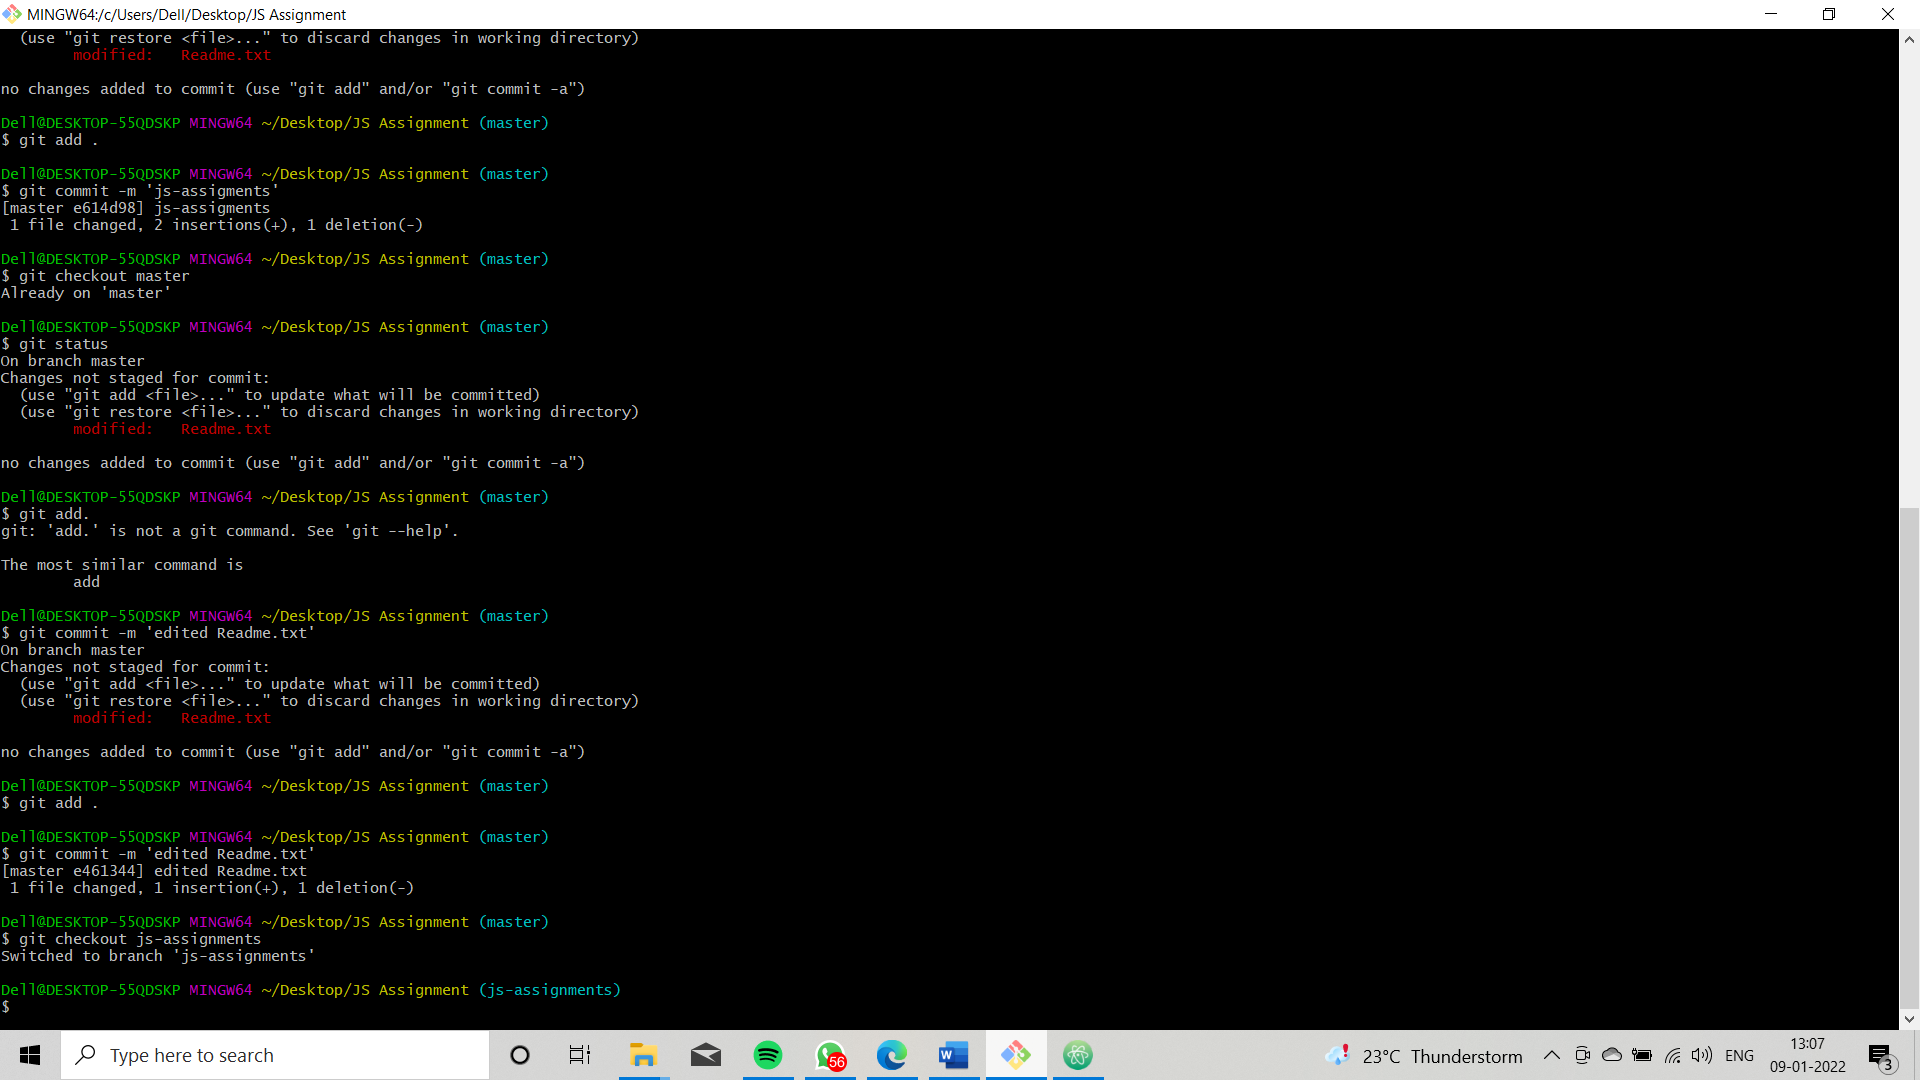 MINGW64:/c/Users/Dell/Desktop/JS Assignment
(use "git restore <file>..." to discard changes in working directory)
modified:   Readme.txt
no changes added to commit (use "git add" and/or "git commit -a")
Dell@DESKTOP-55QDSKP MINGW64 ~/Desktop/JS Assignment (master)
$ git add .
Dell@DESKTOP-55QDSKP MINGW64 ~/Desktop/JS Assignment (master)
$ git commit -m 'js-assigments'
[master e614d98] js-assigments
1 file changed, 2 insertions(+), 1 deletion(-)
Dell@DESKTOP-55QDSKP MINGW64 ~/Desktop/JS Assignment (master)
$ git checkout master
Already on 'master'
Dell@DESKTOP-55QDSKP MINGW64 ~/Desktop/JS Assignment (master)
$ git status
On branch master
Changes not staged for commit:
(use "git add <file>..." to update what will be committed)
(use "git restore <file>..." to discard changes in working directory)
modified:   Readme.txt
no changes added to commit (use "git add" and/or "git commit -a")
Dell@DESKTOP-55QDSKP MINGW64 ~/Desktop/JS Assignment (master)
$ git add.
git: 'add.' is not a git command. See 'git --help'.
The most similar command is
add
Dell@DESKTOP-55QDSKP MINGW64 ~/Desktop/JS Assignment (master)
$ git commit -m 'edited Readme.txt'
On branch master
Changes not staged for commit:
(use "git add <file>..." to update what will be committed)
(use "git restore <file>..." to discard changes in working directory)
modified:   Readme.txt
no changes added to commit (use "git add" and/or "git commit -a")
Dell@DESKTOP-55QDSKP MINGW64 ~/Desktop/JS Assignment (master)
$ git add .
Dell@DESKTOP-55QDSKP MINGW64 ~/Desktop/JS Assignment (master)
$ git commit -m 'edited Readme.txt'
[master e461344] edited Readme.txt
1 file changed, 1 insertion(+), 1 deletion(-)
Dell@DESKTOP-55QDSKP MINGW64 ~/Desktop/JS Assignment (master)
$ git checkout js-assignments
Switched to branch 'js-assignments'
Dell@DESKTOP-55QDSKP MINGW64 ~/Desktop/JS Assignment (js-assignments)
$
Type here to search
56
W
23°C Thunderstorm
ENG
13:07
09-01-2022
3